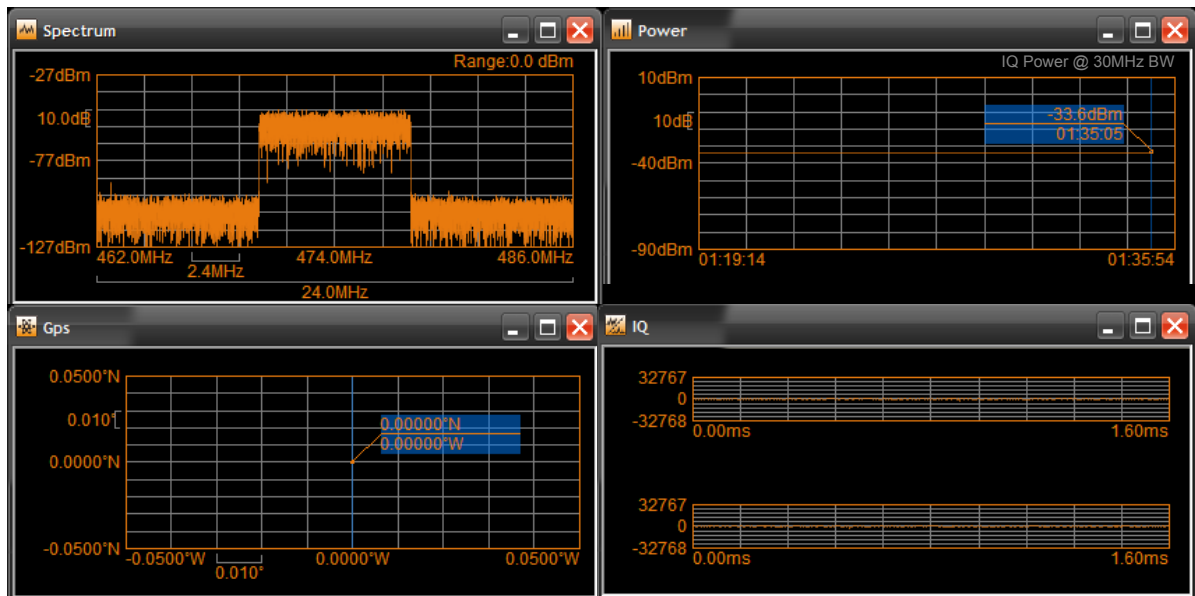 Spectrum
Range:0.0 dBm
-27dBm
10.0dB
-77dBm
-127dBm
462.0MHz 474.0MHz 486.0MHz
2.4MHz
24.0MHz
Power
IQ Power @ 30MHz BW
10dBm
-33.6dBm
10dB
01:35:05
-40dBm
-90dBm
01:19:14 01:35:54
Gps
0.0500°N
0.010°
0.00000°N
0.00000°W
0.0000°N
-0.0500°N
-0.0500°W 0.0000°W 0.0500°W
0.010°
IQ
32767
0
-32768
0.00ms 1.60ms
32767
0
-32768
0.00ms 1.60ms